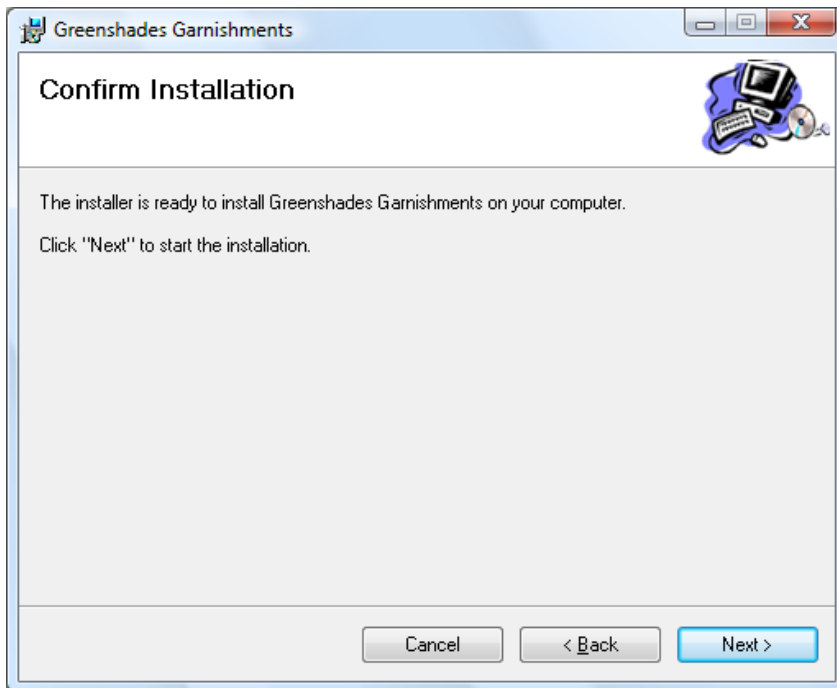 Greenshades Garnishments
Confirm Installation
The installer is ready to install Greenshades Garnishments on your computer.
Click "Next" to start the installation.
Cancel
< Back
Next >